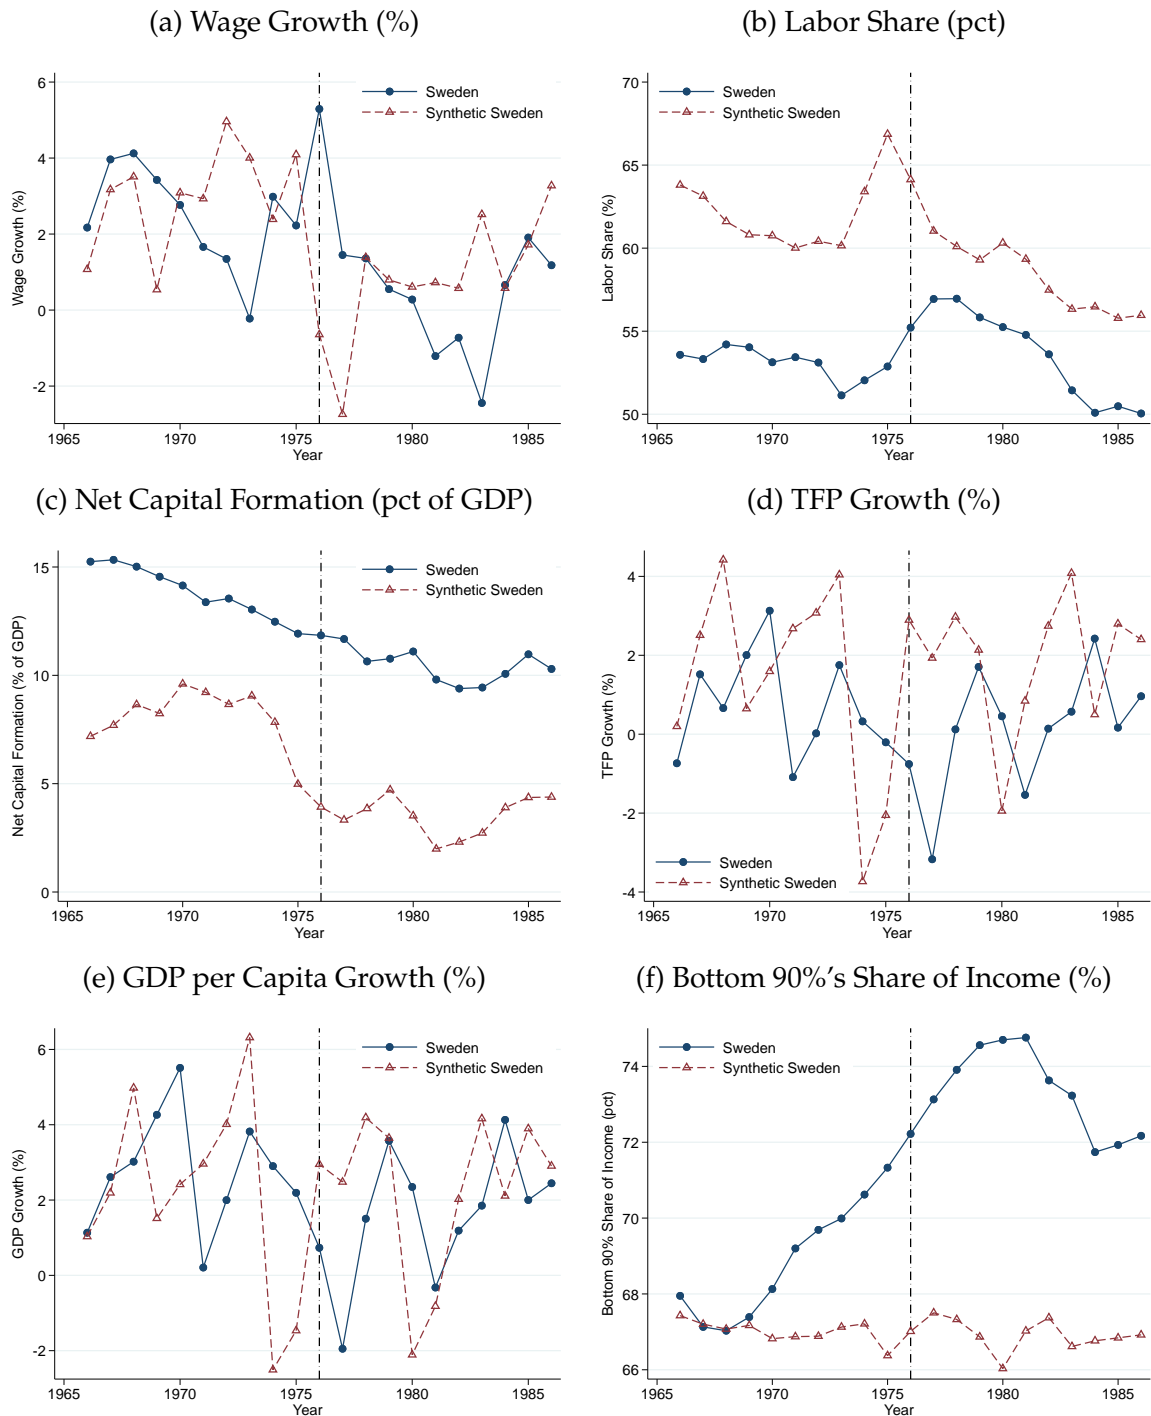 (a) Wage Growth (%)
Sweden
Synthetic Sweden
Wage Growth (%)
6
4
2
0
-2
1965
1970
1975
1980
1985
Year
(b) Labor Share (pct)
Sweden
Synthetic Sweden
Labor Share (%)
70
65
60
55
50
1965
1970
1975
1980
1985
Year
(c) Net Capital Formation (pct of GDP)
Sweden
Synthetic Sweden
Net Capital Formation (% of GDP)
15
10
5
0
1965
1970
1975
1980
1985
Year
(d) TFP Growth (%)
TFP Growth (%)
4
2
0
-2
-4
Sweden
Synthetic Sweden
1965
1970
1975
1980
1985
Year
(e) GDP per Capita Growth (%)
Sweden
Synthetic Sweden
GDP Growth (%)
6
4
2
0
-2
1965
1970
1975
1980
1985
Year
(f) Bottom 90%'s Share of Income (%)
Sweden
Synthetic Sweden
Bottom 90% Share of Income (pct)
74
72
70
68
66
1965
1970
1975
1980
1985
Year